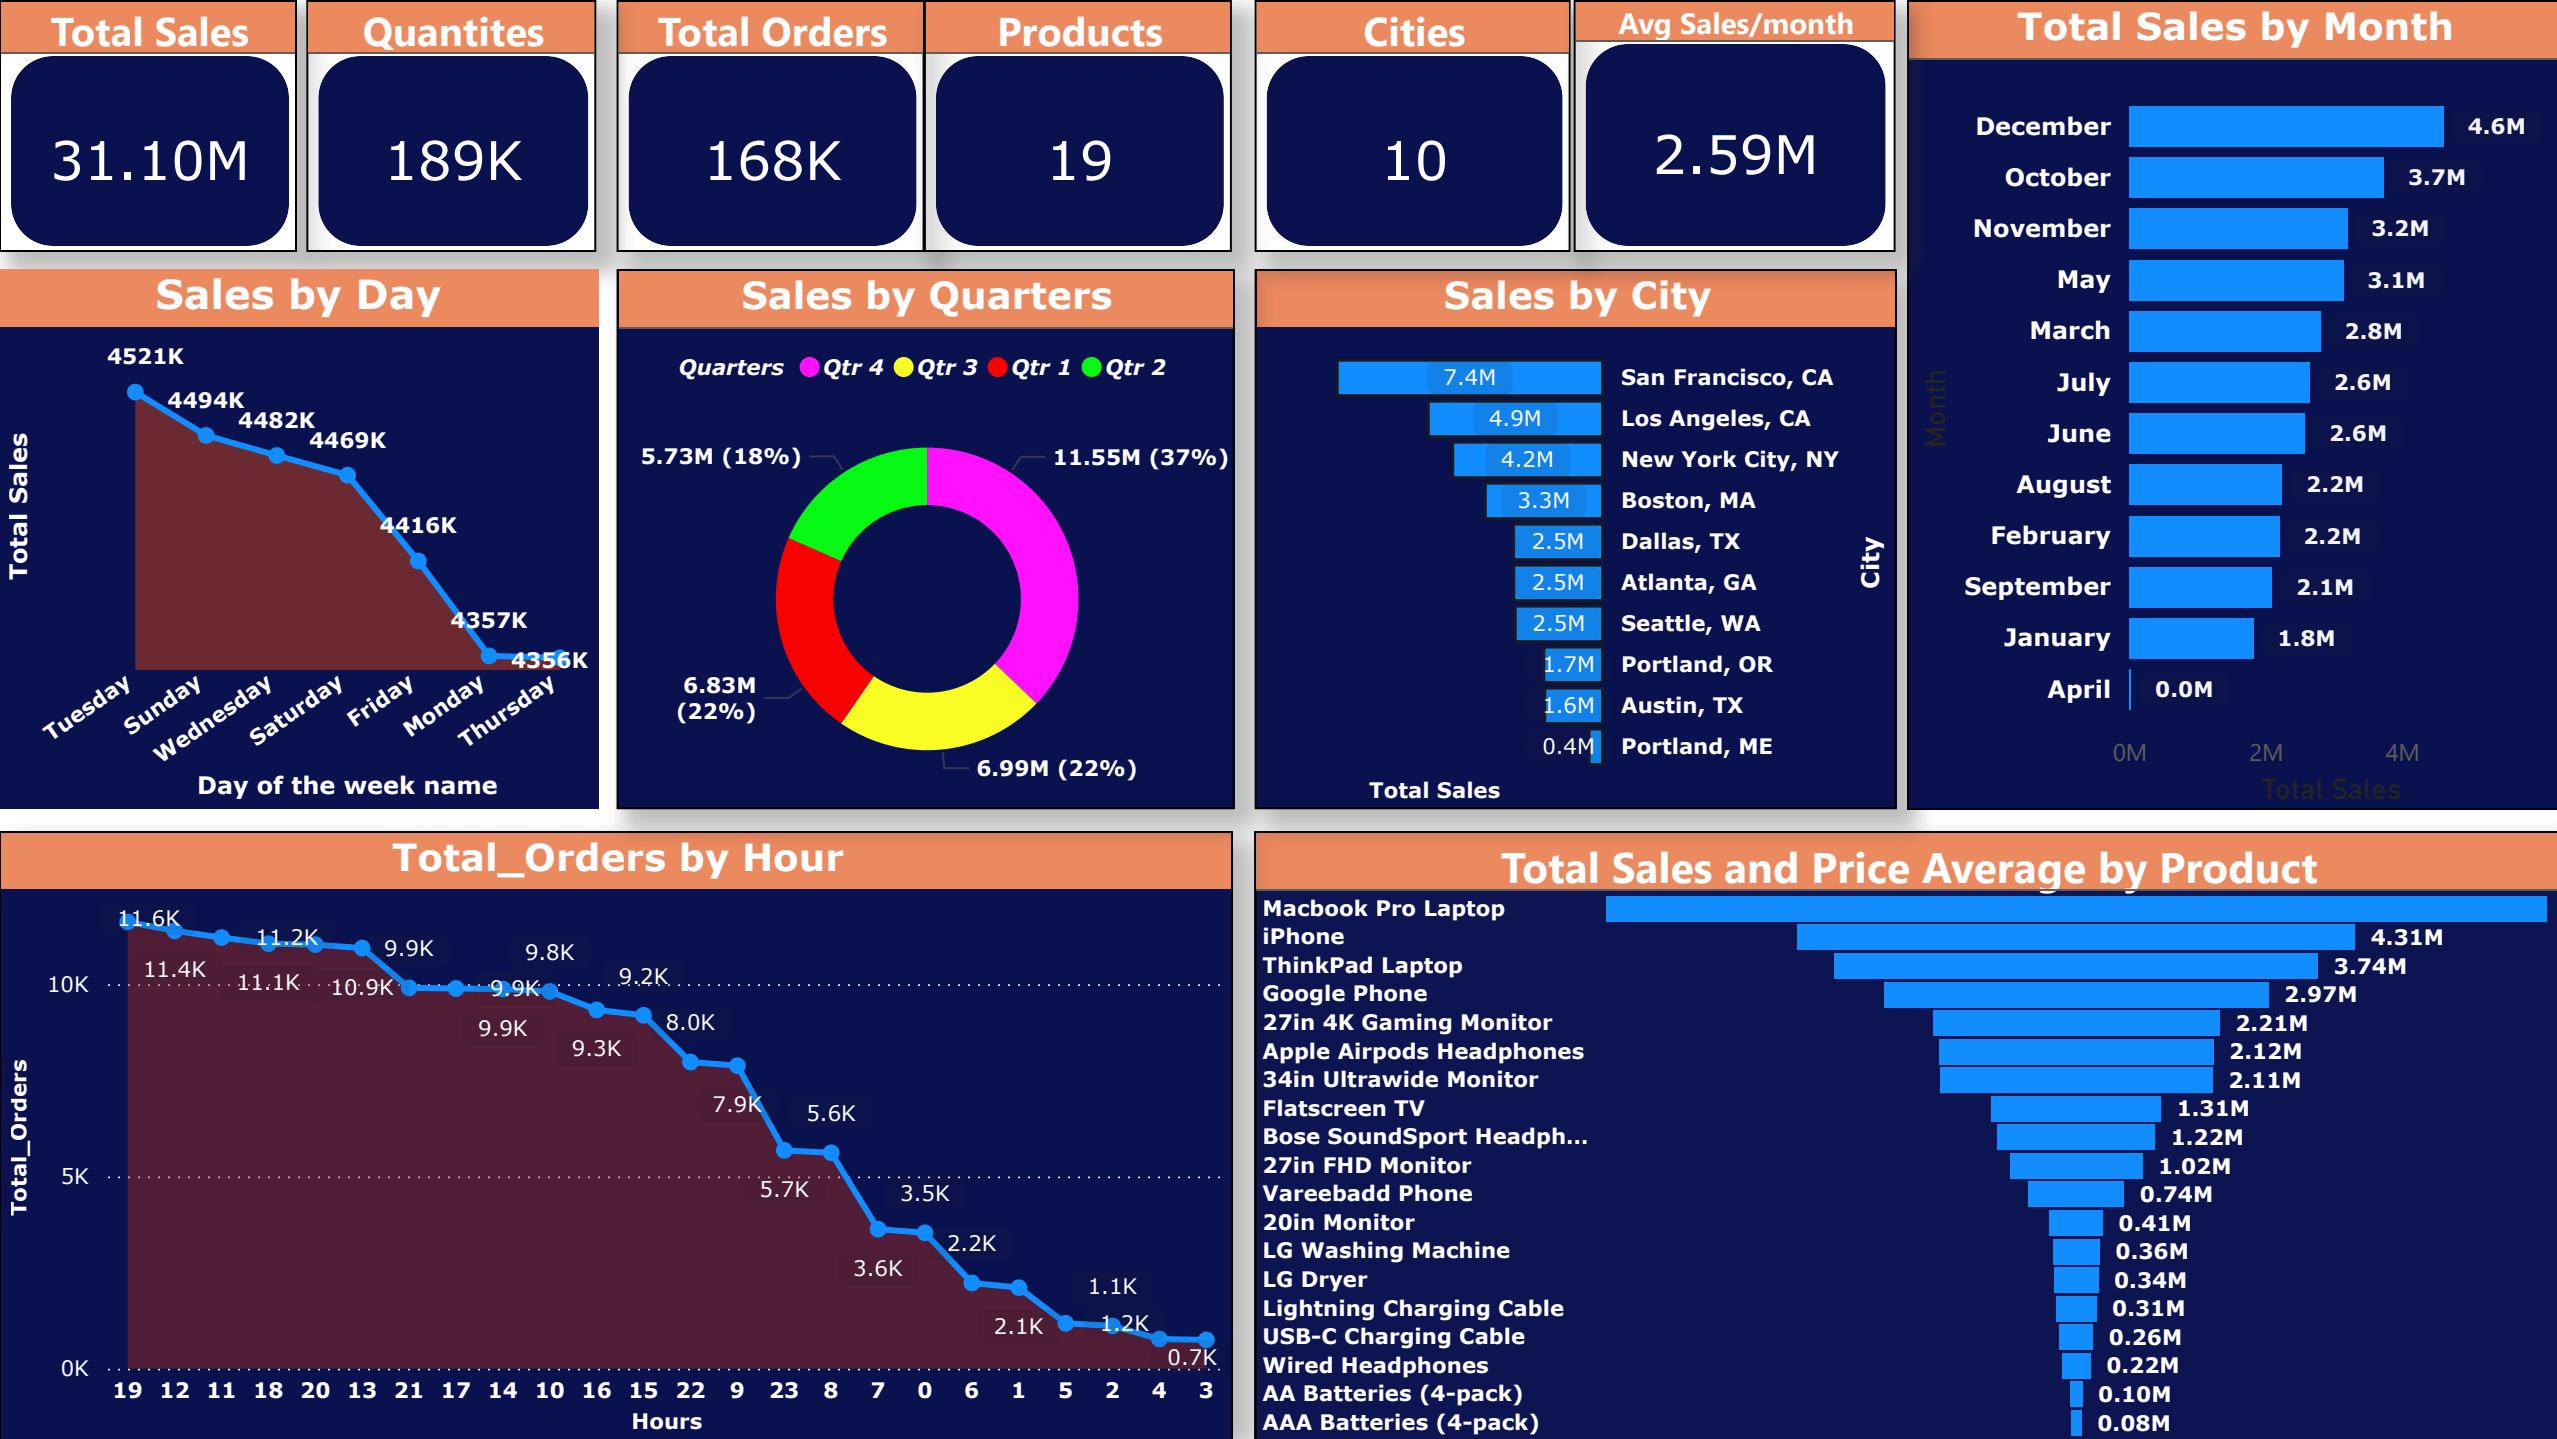 Total Sales
31.10M
Quantites
189K
Total Orders
168K
Products
19
Cities
10
Avg Sales/month
2.59M
Total Sales by Month
Month
December 4.6M
October 3.7M
November 3.2M
May 3.1M
March 2.8M
July 2.6M
June 2.6M
August 2.2M
February 2.2M
September 2.1M
January 1.8M
April 0.0M
0M 2M 4M
Total Sales
Sales by Day
Total Sales
4521K
4494K
4482K
4469K
4416K
4357K
4356K
Tuesday Sunday Wednesday Saturday Friday Monday Thursday
Day of the week name
Sales by Quarters
Quarters Qtr 4 Qtr 3 Qtr 1 Qtr 2
5.73M (18%) 11.55M (37%)
6.83M
(22%)
6.99M (22%)
Sales by City
7.4M San Francisco, CA
4.9M Los Angeles, CA
4.2M New York City, NY
3.3M Boston, MA
2.5M Dallas, TX
2.5M Atlanta, GA
2.5M Seattle, WA
1.7M Portland, OR
1.6M Austin, TX
0.4M Portland, ME
City
Total Sales
Total_Orders by Hour
Total_Orders
10K
5K
0K
11.6K
11.4K
11.2K
11.1K
10.9K
9.9K
9.9K
9.9K
9.8K
9.3K
9.2K
8.0K
7.9K
5.7K
5.6K
3.6K
3.5K
2.2K
2.1K
1.2K
1.1K
0.7K
19 12 11 18 20 13 21 17 14 10 16 15 22 9 23 8 7 0 6 1 5 2 4 3
Hours
Total Sales and Price Average by Product
Macbook Pro Laptop
iPhone 4.31M
ThinkPad Laptop 3.74M
Google Phone 2.97M
27in 4K Gaming Monitor 2.21M
Apple Airpods Headphones 2.12M
34in Ultrawide Monitor 2.11M
Flatscreen TV 1.31M
Bose SoundSport Headph... 1.22M
27in FHD Monitor 1.02M
Vareebadd Phone 0.74M
20in Monitor 0.41M
LG Washing Machine 0.36M
LG Dryer 0.34M
Lightning Charging Cable 0.31M
USB-C Charging Cable 0.26M
Wired Headphones 0.22M
AA Batteries (4-pack) 0.10M
AAA Batteries (4-pack) 0.08M